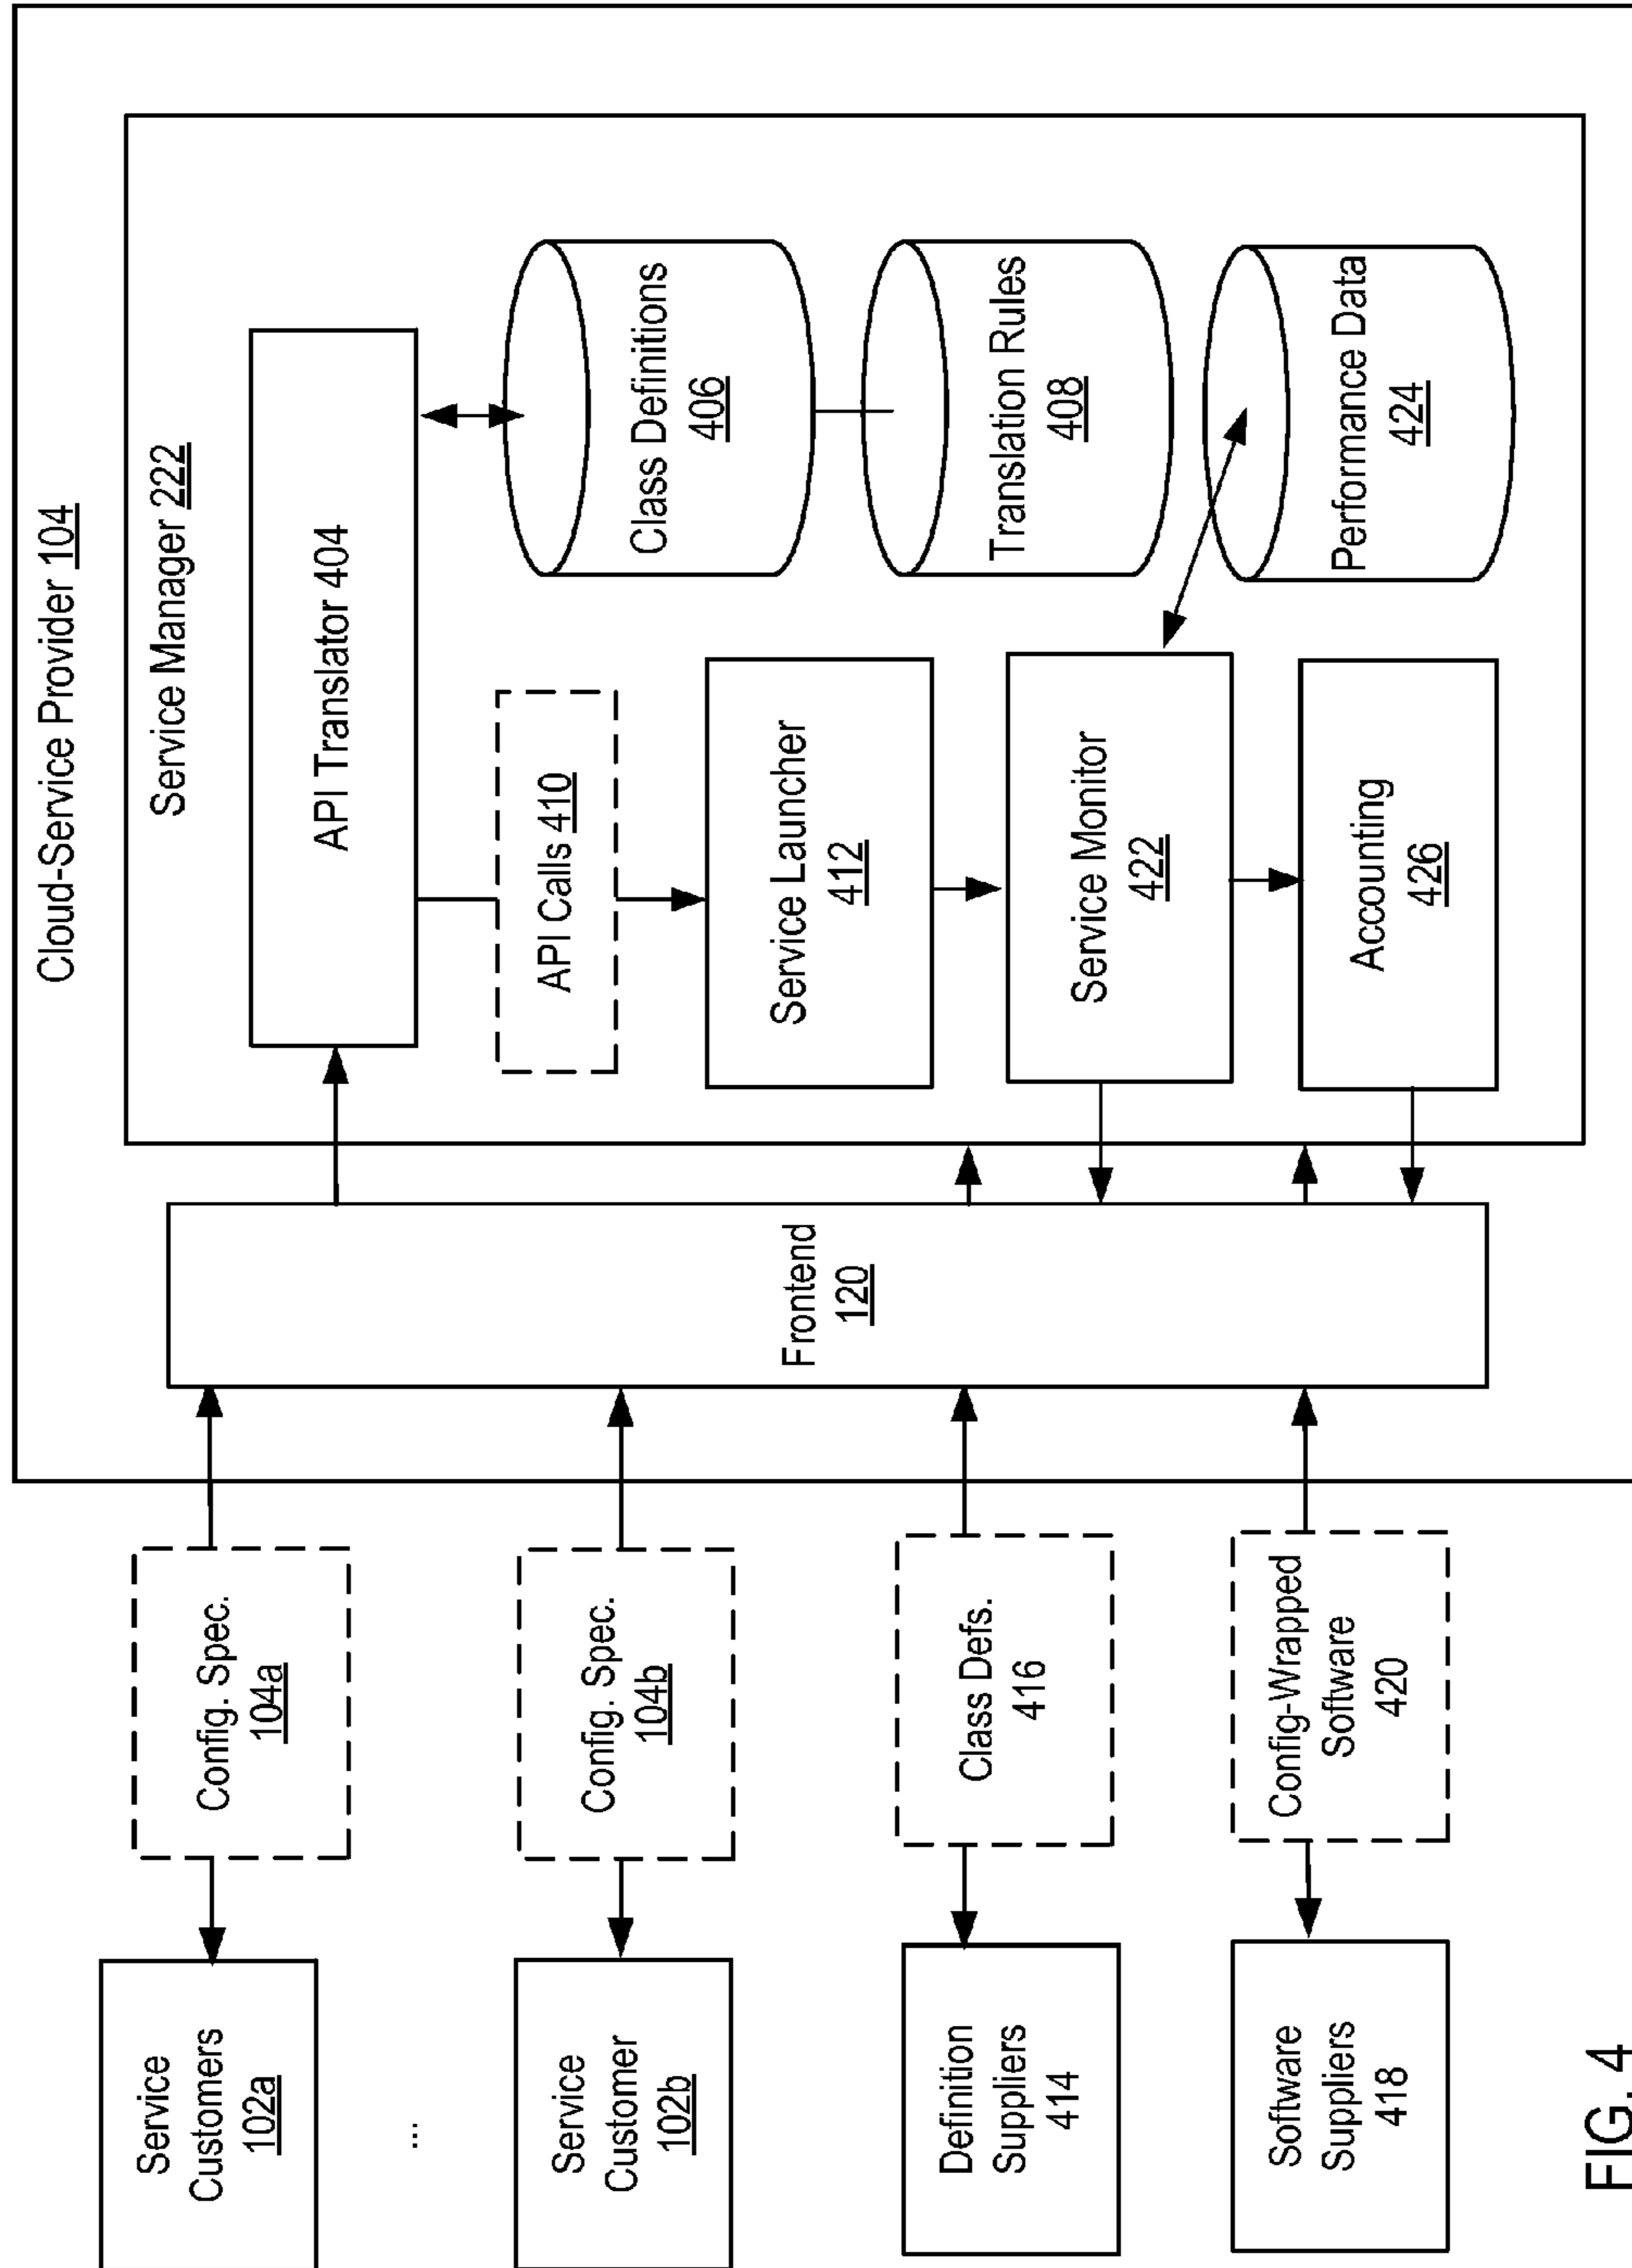 Cloud-Service Provider 104
Service Manager 222
Service
Customers
102a
Config. Spec.
104a
API Translator 404
...
API Calls 410
Class Definitions
406
Service
Customer
102b
Config. Spec.
104b
Frontend
120
Service Launcher
412
Translation Rules
408
Definition
Suppliers
414
Class Defs.
416
Service Monitor
422
Performance Data
424
Software
Suppliers
418
Config-Wrapped
Software
420
Accounting
426
FIG. 4